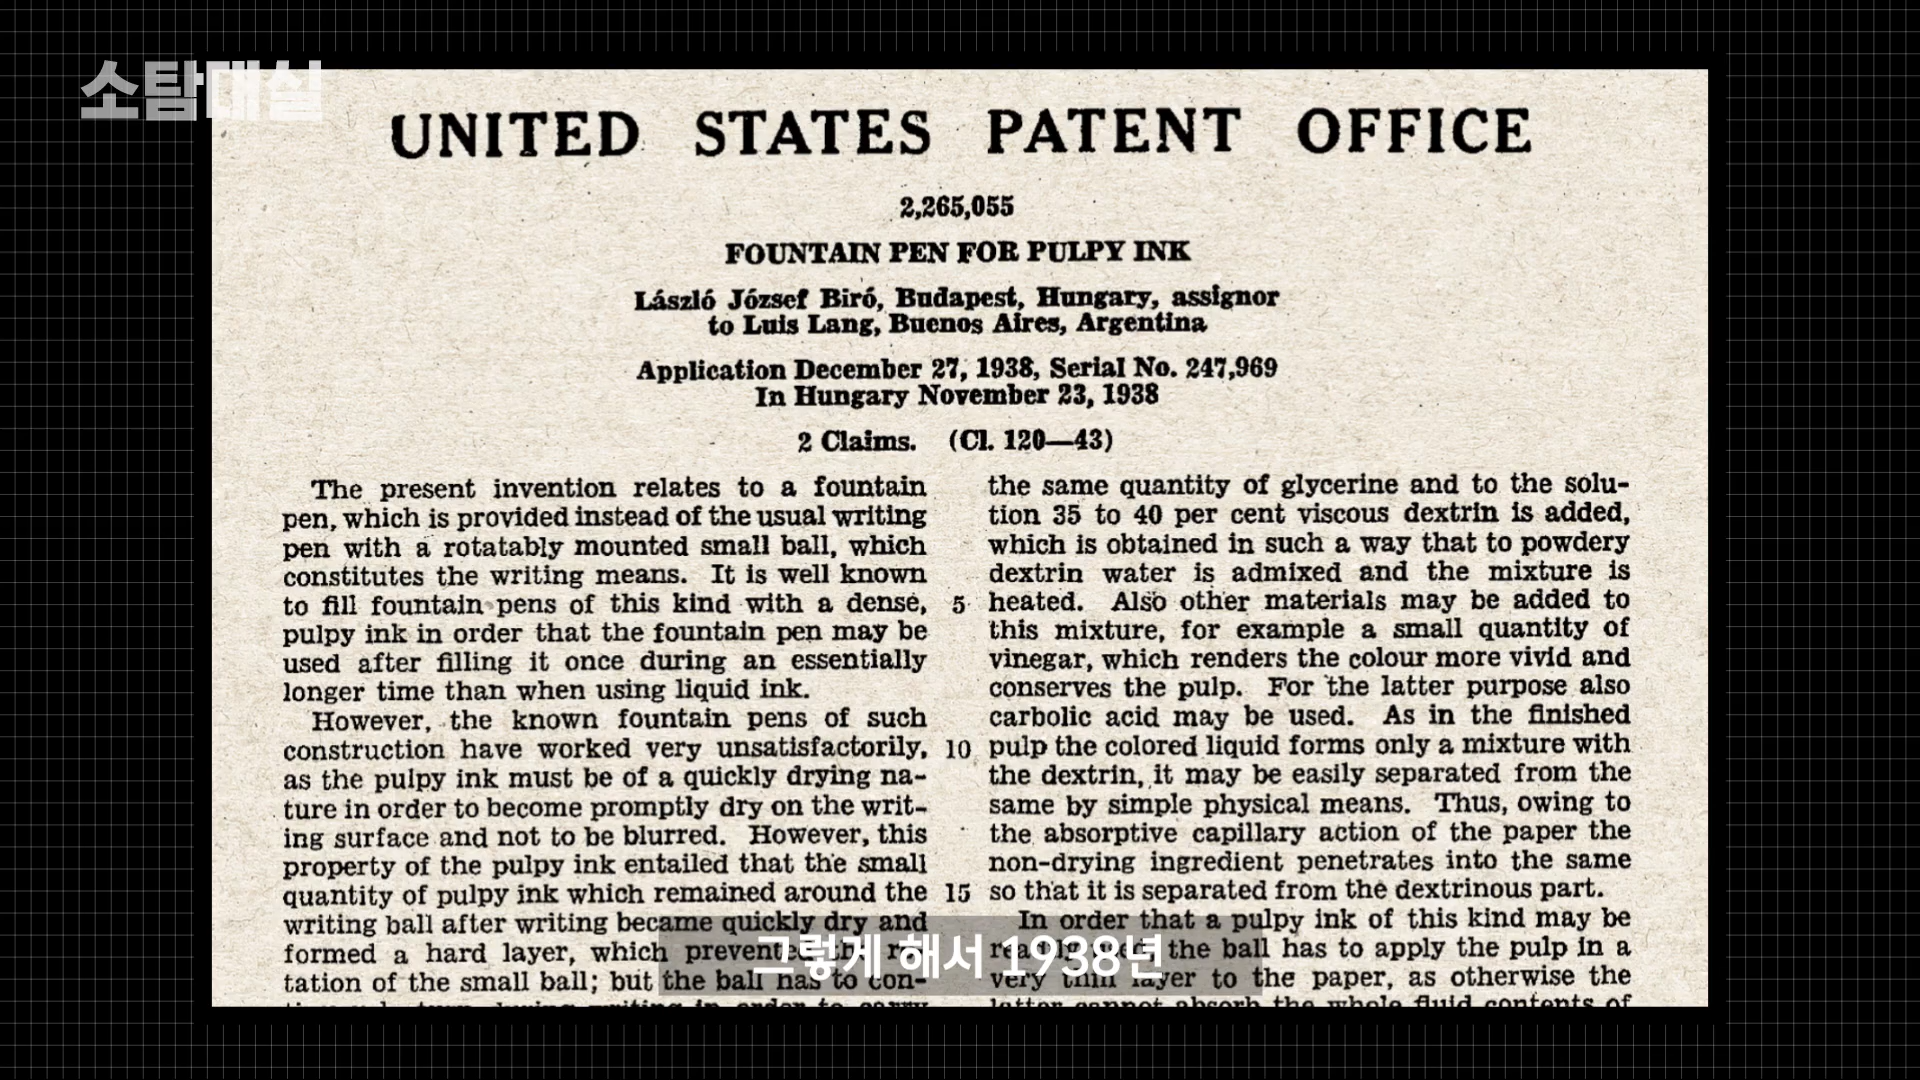 소탐대실
UNITED STATES PATENT OFFICE
2,265,055
FOUNTAIN PEN FOR PULPY INK
László József Biró, Budapest, Hungary, assignor
to Luis Lang, Buenos Aires, Argentina
Application December 27, 1938, Serial No. 247,969
In Hungary November 23, 1938
2 Claims. (Cl. 120—43)
The present invention relates to a fountain
pen, which is provided instead of the usual writing
pen with a rotatably mounted small ball, which
constitutes the writing means. It is well known
to fill fountain pens of this kind with a dense,
pulpy ink in order that the fountain pen may be
used after filling it once during an essentially
longer time than when using liquid ink.
However, the known fountain pens of such
construction have worked very unsatisfactorily,
as the pulpy ink must be of a quickly drying na-
ture in order to become promptly dry on the writ-
ing surface and not to be blurred. However, this
property of the pulpy ink entailed that the small
quantity of pulpy ink which remained around the
writing ball after writing became quickly dry and
formed a hard layer, which prevented the
tation of the small ball; but the ball has to con-
5
10
15
the same quantity of glycerine and to the solu-
tion 35 to 40 per cent viscous dextrin is added,
which is obtained in such a way that to powdery
dextrin water is admixed and the mixture is
heated. Also other materials may be added to
this mixture, for example a small quantity of
vinegar, which renders the colour more vivid and
conserves the pulp. For the latter purpose also
carbolic acid may be used. As in the finished
pulp the colored liquid forms only a mixture with
the dextrin, it may be easily separated from the
same by simple physical means. Thus, owing to
the absorptive capillary action of the paper the
non-drying ingredient penetrates into the same
so that it is separated from the dextrinous part.
In order that a pulpy ink of this kind may be
the ball has to apply the pulp in a
very thin layer to the paper, as otherwise the
latter cannot absorb the whole fluid contents of
그렇게 해서 1938년